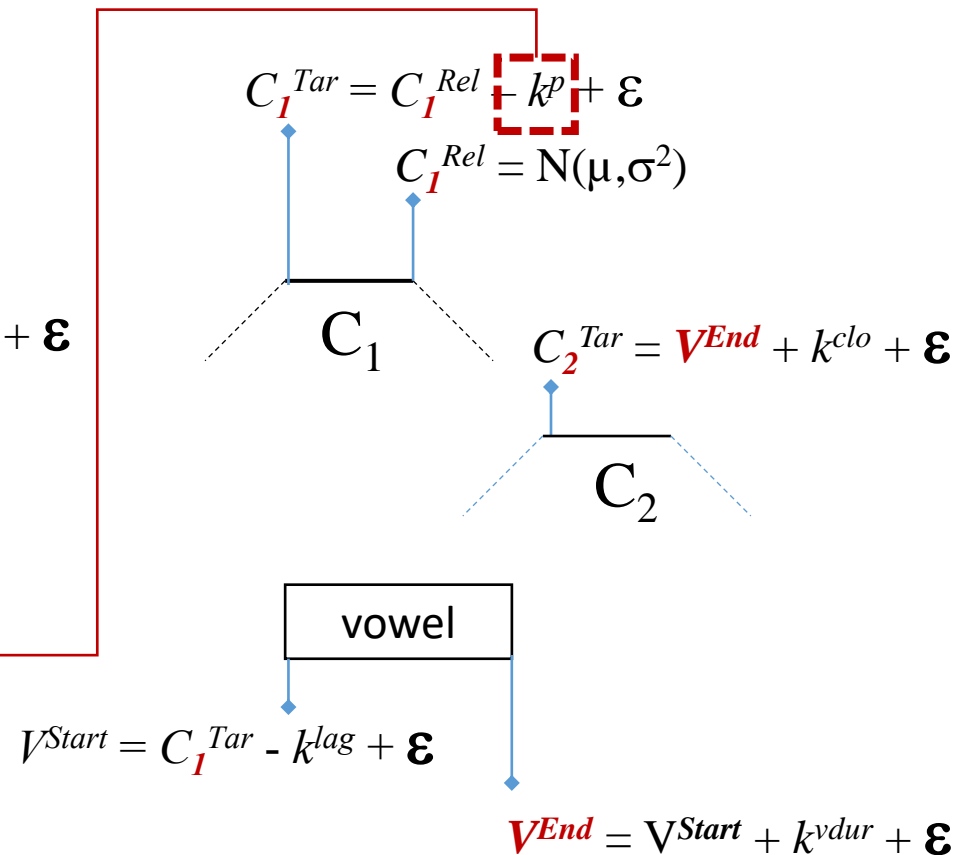 C₁ᵀᵃʳ = C₁ᴿᵉˡ – kᵖ + ε
C₁ᴿᵉˡ = N(μ,σ²)
+ ε
C₁
C₂ᵀᵃʳ = Vᴱⁿᵈ + kᶜˡᵒ + ε
C₂
vowel
Vˢᵗᵃʳᵗ = C₁ᵀᵃʳ - kˡᵃᵍ + ε
Vᴱⁿᵈ = Vˢᵗᵃʳᵗ + kᵛᵈᵘʳ + ε